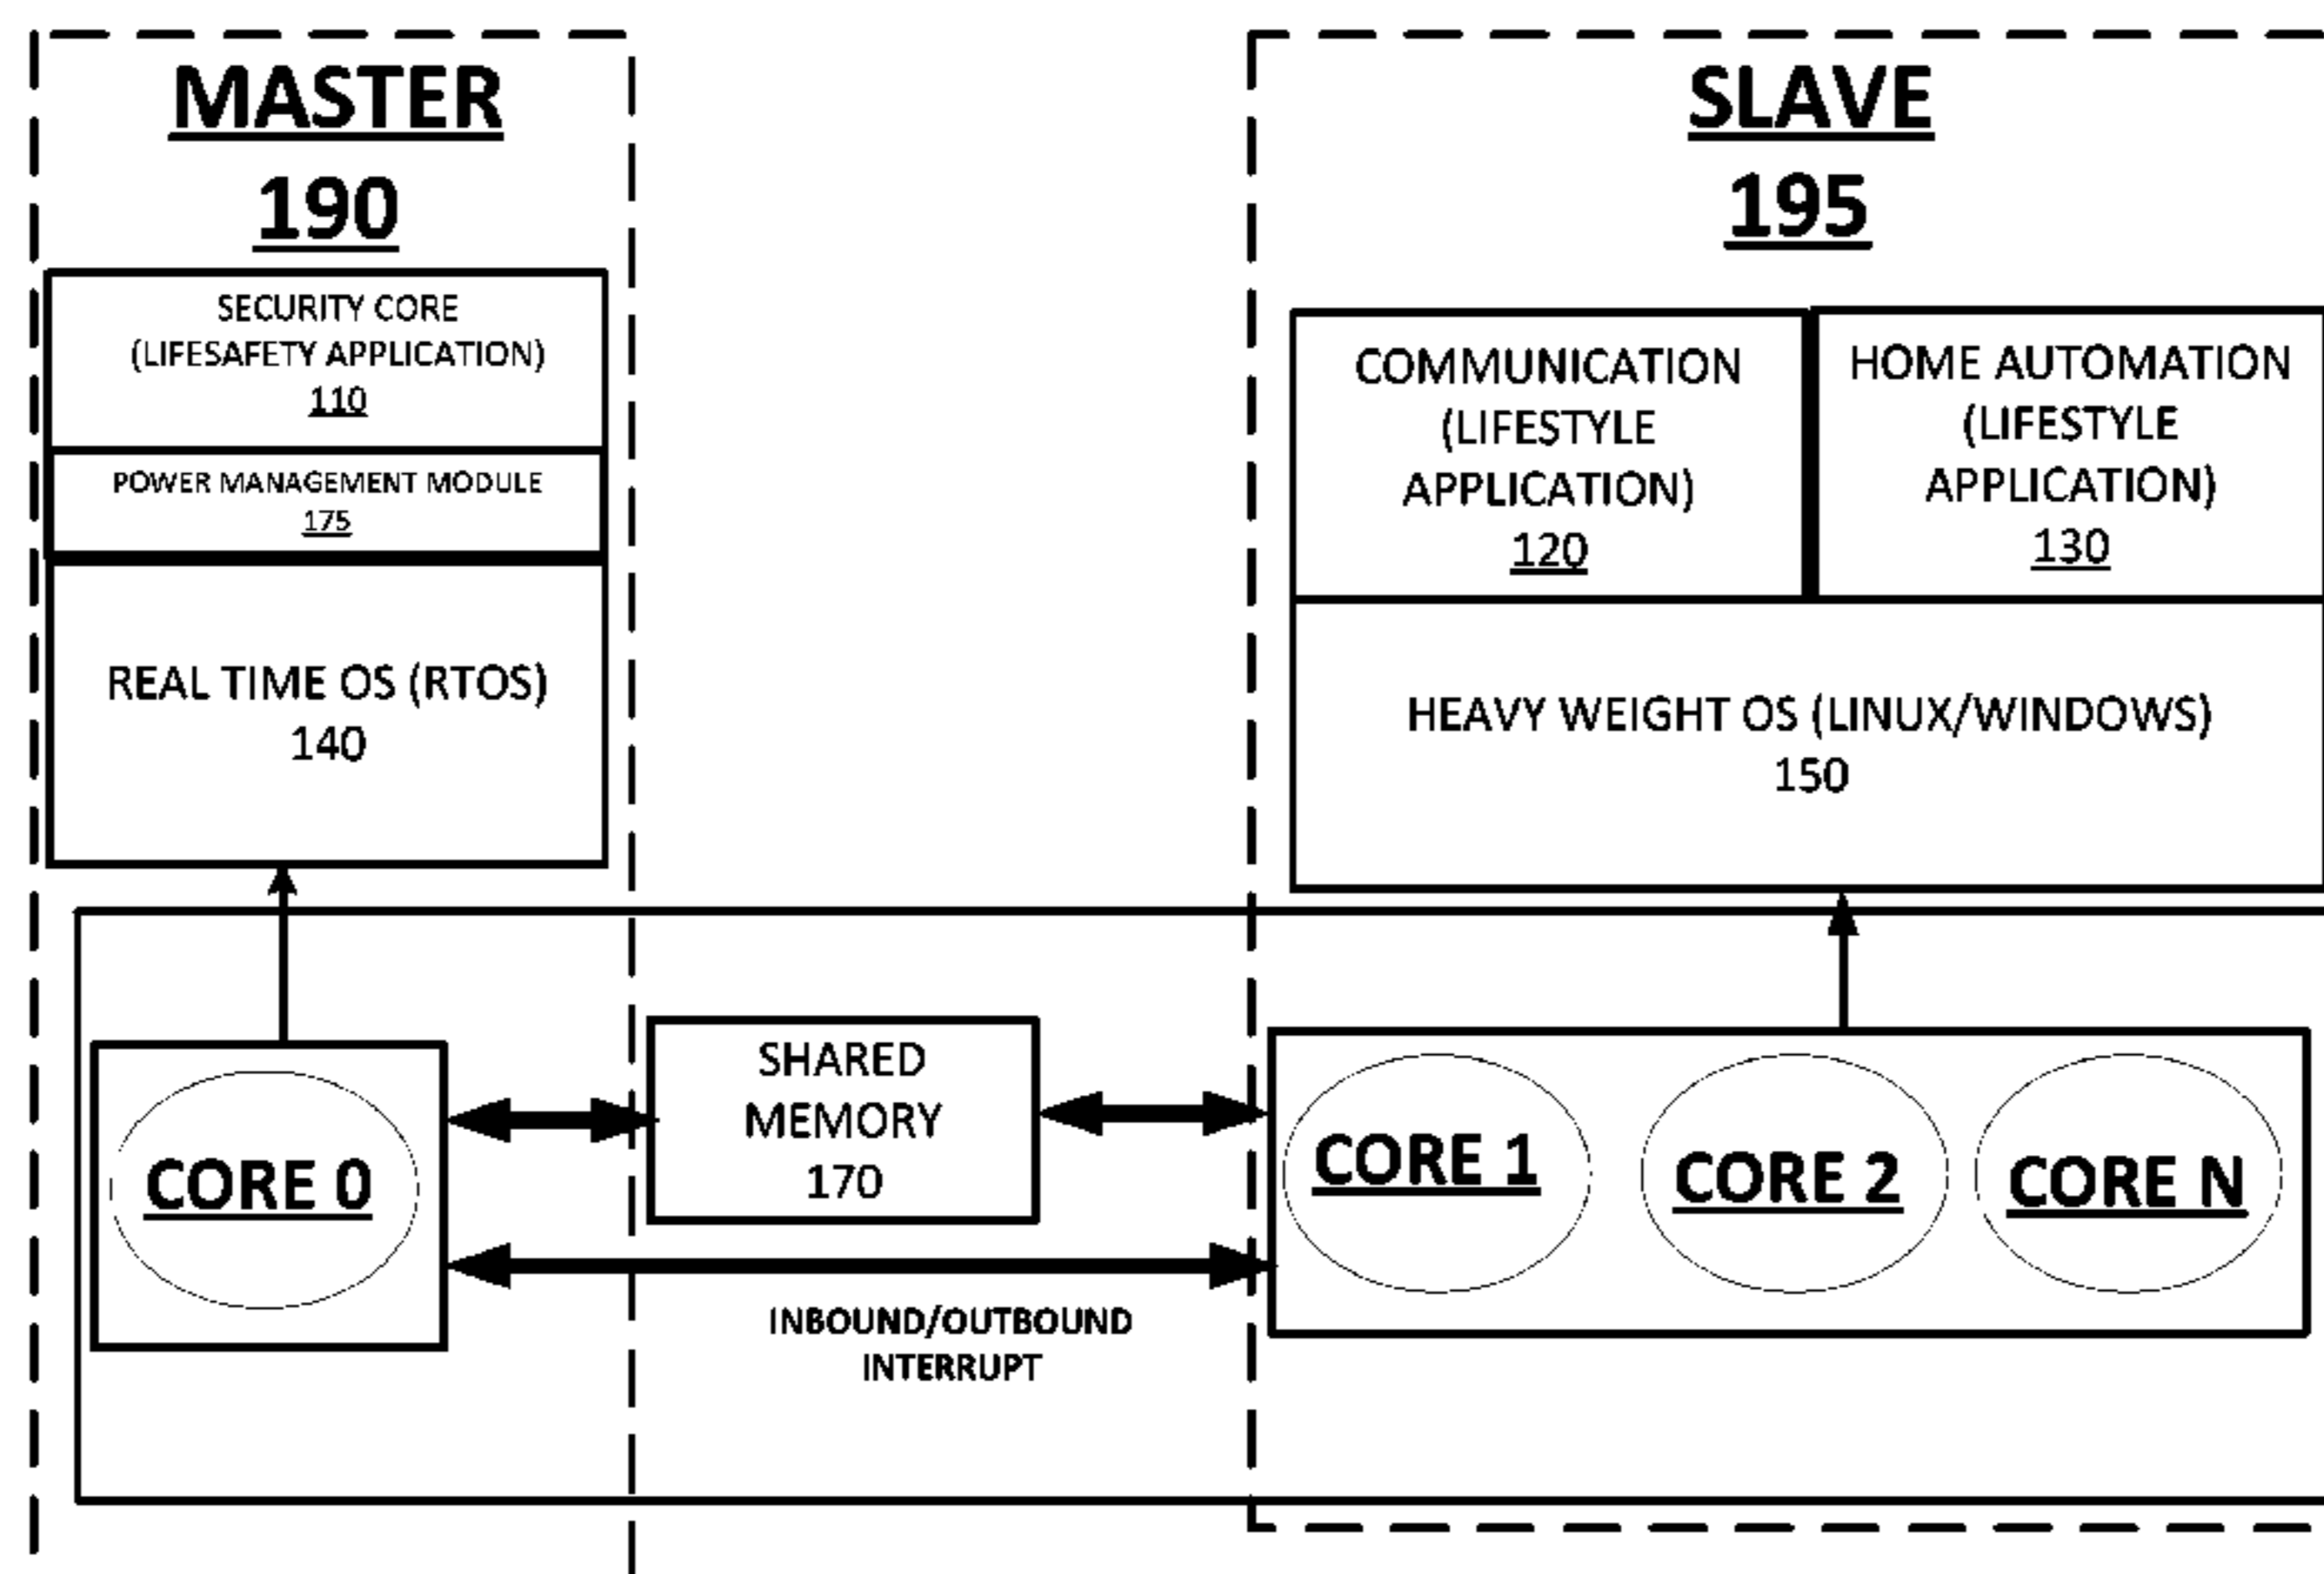 MASTER
190
SECURITY CORE
(LIFESAFETY APPLICATION)
110
POWER MANAGEMENT MODULE
175
REAL TIME OS (RTOS)
140
SLAVE
195
COMMUNICATION
(LIFESTYLE
APPLICATION)
120
HOME AUTOMATION
(LIFESTYLE
APPLICATION)
130
HEAVY WEIGHT OS (LINUX/WINDOWS)
150
CORE 0
SHARED
MEMORY
170
INBOUND/OUTBOUND
INTERRUPT
CORE 1
CORE 2
CORE N